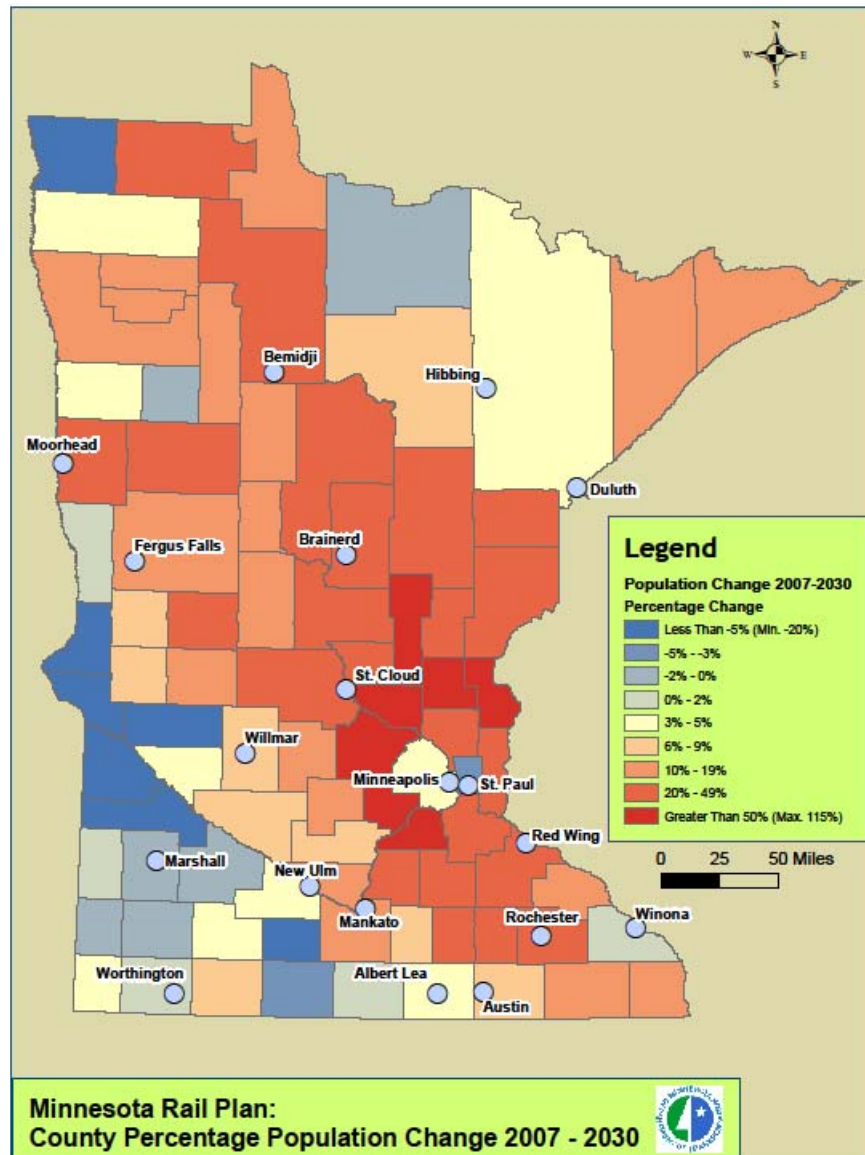 N
W E
S
Bemidji
Hibbing
Moorhead
Duluth
Fergus Falls
Brainerd
Legend
Population Change 2007-2030
Percentage Change
Less Than -5% (Min. -20%)
-5% - -3%
-2% - 0%
0% - 2%
3% - 5%
6% - 9%
10% - 19%
20% - 49%
Greater Than 50% (Max. 115%)
St. Cloud
Willmar
Minneapolis
St. Paul
Red Wing
0 25 50 Miles
Marshall
New Ulm
Mankato
Rochester
Winona
Worthington
Albert Lea
Austin
Minnesota Rail Plan:
County Percentage Population Change 2007 - 2030